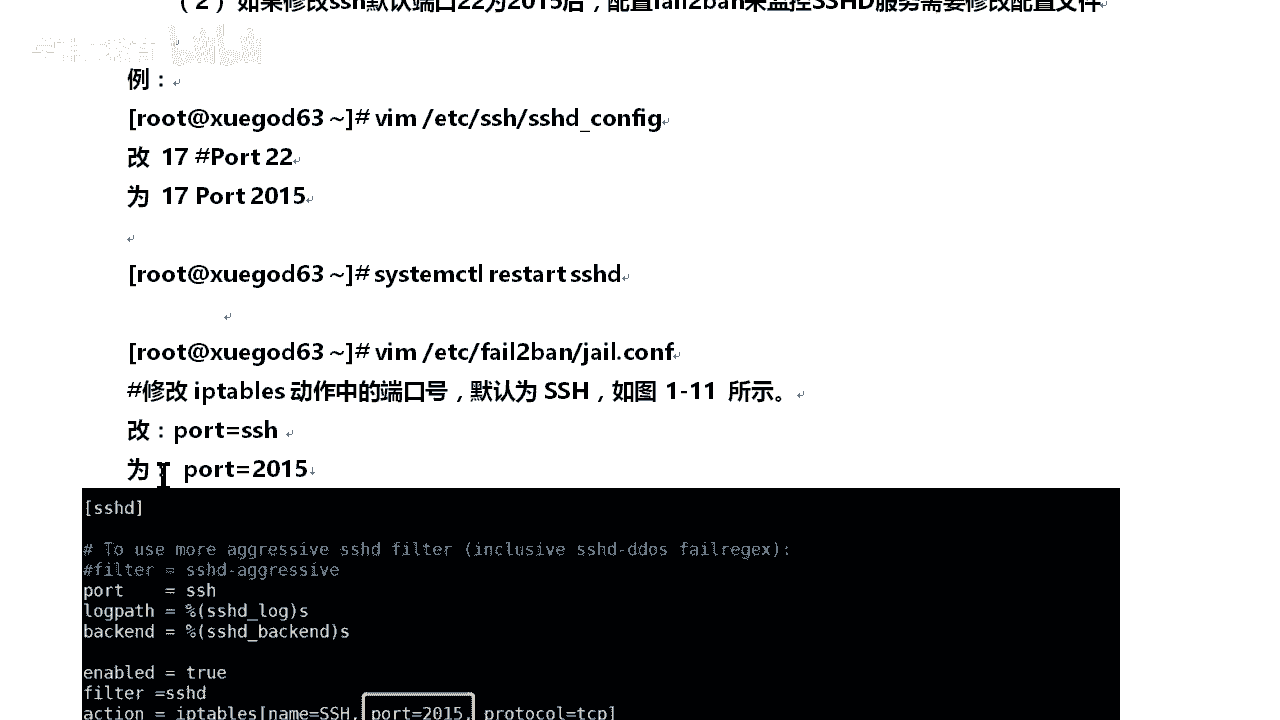 （2）如果修改ssh默认端口22为2015后，配置fail2ban来监控SSHD服务需要修改配置文件
例：
[root@xuegod63 ~]# vim /etc/ssh/sshd_config
改 17 #Port 22
为 17 Port 2015
[root@xuegod63 ~]# systemctl restart sshd
[root@xuegod63 ~]# vim /etc/fail2ban/jail.conf
#修改 iptables 动作中的端口号，默认为 SSH，如图 1-11 所示。
改：port=ssh
为： port=2015
[sshd]
# To use more aggressive sshd filter (inclusive sshd-ddos failregex):
#filter = sshd-aggressive
port    = ssh
logpath = %(sshd_log)s
backend = %(sshd_backend)s
enabled = true
filter =sshd
action = iptables[name=SSH, port=2015, protocol=tcp]